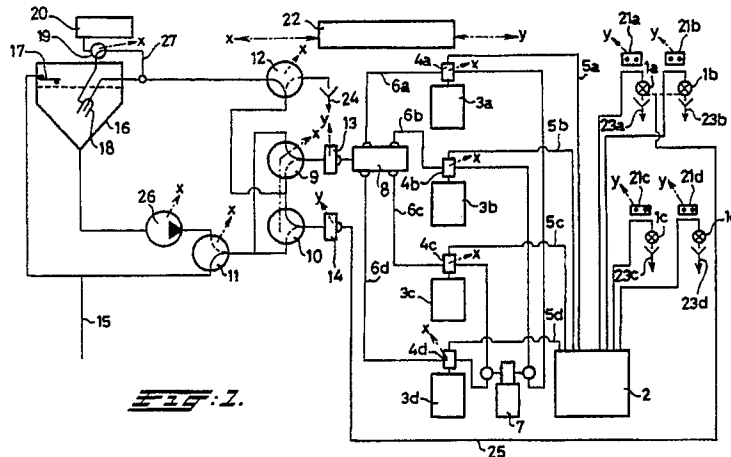 20
22
21a
21b
19
x
x
y
y
y
17
27
12
x
4a
x
5a
1a
1b
6a
3a
23a
23b
24
16
18
y
13
6b
x
9
8
4b
x
5b
3b
y
21c
y
21d
26
x
x
y
10
14
6c
6d
4c
x
5c
1c
1d
11
3c
23c
23d
x
4d
5d
15
3d
7
2
25
Fig:1.